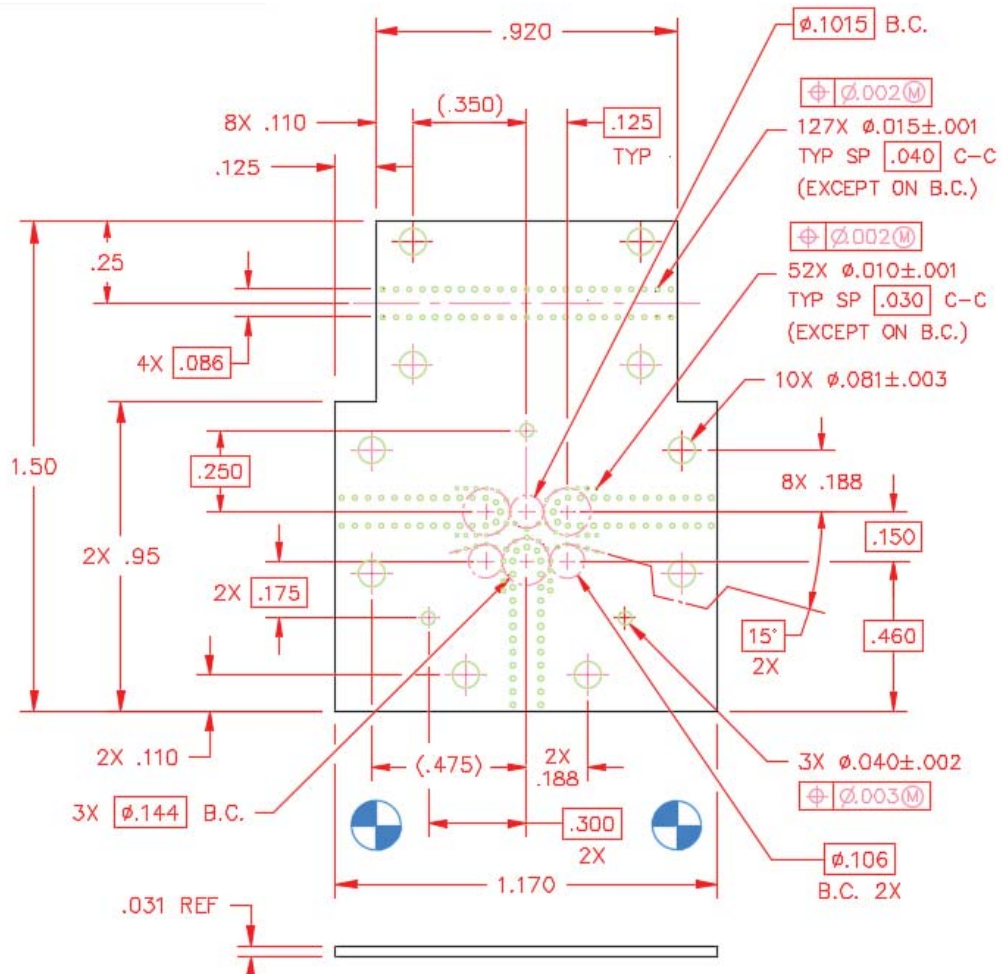 .920
⌀.1015 B.C.
(.350)
8X .110
.125
TYP
.125
⌖ ⌀.002Ⓜ
127X ⌀.015±.001
TYP SP .040 C-C
(EXCEPT ON B.C.)
⌖ ⌀.002Ⓜ
52X ⌀.010±.001
TYP SP .030 C-C
(EXCEPT ON B.C.)
.25
4X .086
10X ⌀.081±.003
1.50
.250
8X .188
2X .95
.150
2X .175
15°
2X
.460
2X .110
(.475)
2X
.188
3X ⌀.040±.002
⌖ ⌀.003Ⓜ
3X ⌀.144 B.C.
.300
2X
⌀.106
B.C. 2X
1.170
.031 REF